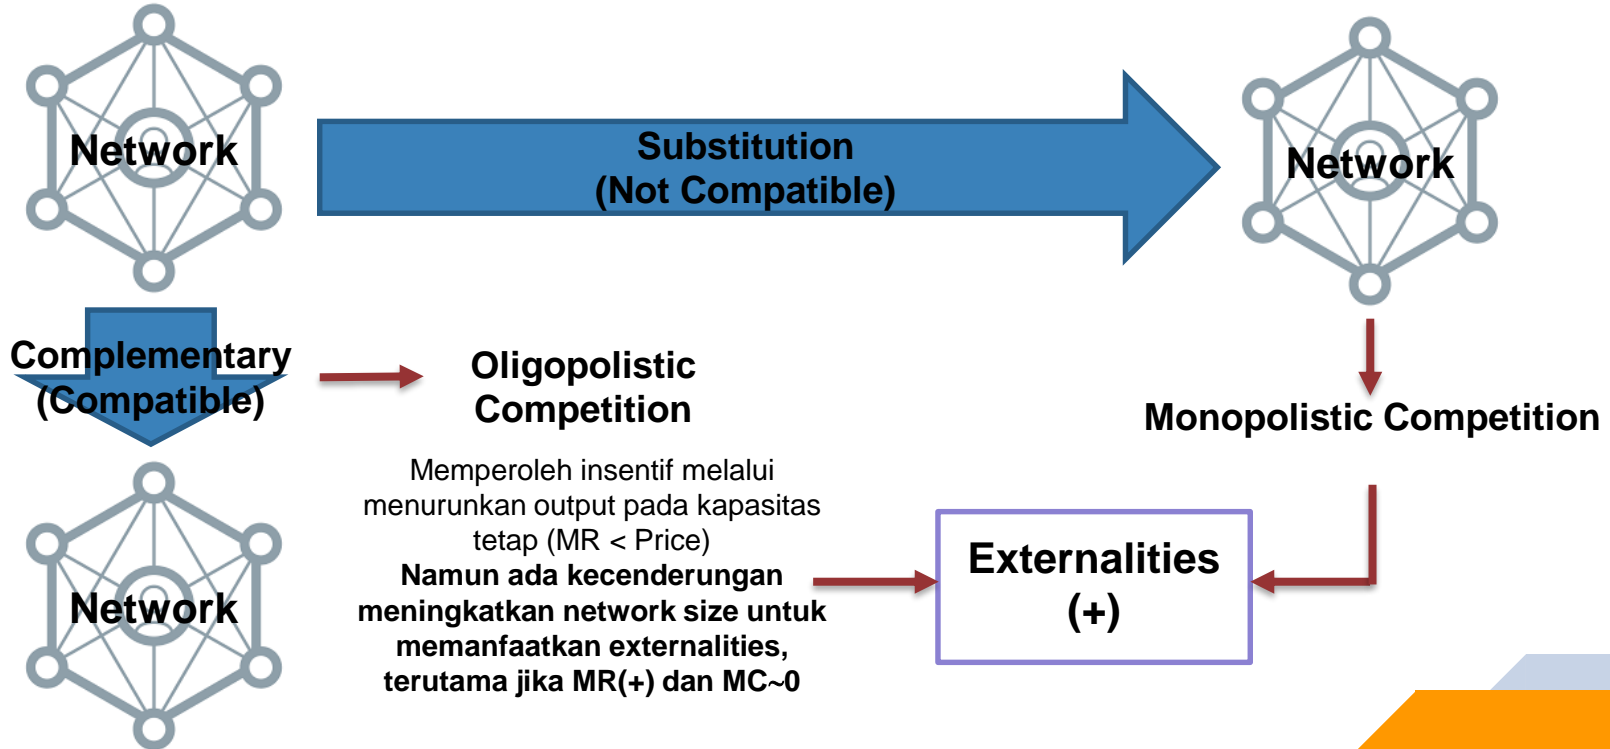 Network
Substitution
(Not Compatible)
Network
Complementary
(Compatible)
Oligopolistic
Competition
Monopolistic Competition
Memperoleh insentif melalui
menurunkan output pada kapasitas
tetap (MR < Price)
Namun ada kecenderungan
meningkatkan network size untuk
memanfaatkan externalities,
terutama jika MR(+) dan MC~0
Externalities
(+)
Network